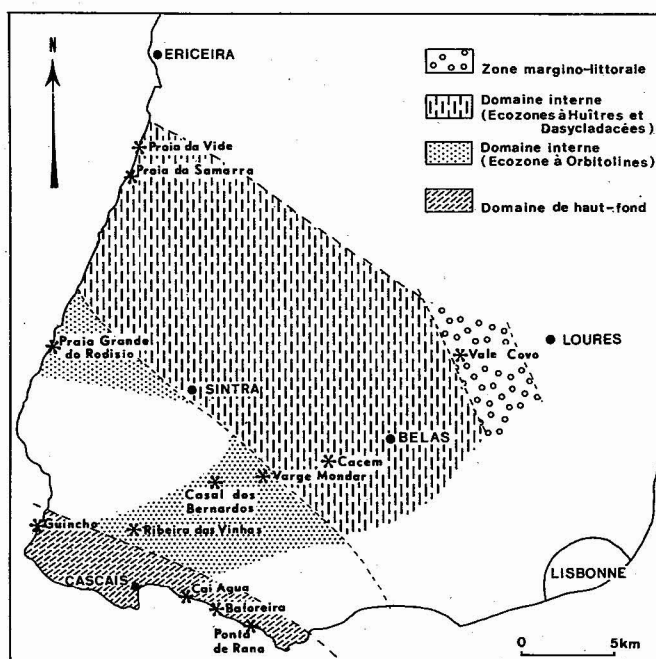 N
ERICEIRA
Zone margino-littorale
Domaine interne
(Ecozones à Huîtres et
Dasycladacées)
Domaine interne
(Ecozone à Orbitolines)
Domaine de haut-fond
Praia da Vide
Praia da Samarra
Praia Grande
do Rodisio
LOURES
Vale Covo
SINTRA
BELAS
Cacem
Varge Mondar
Casal dos
Bernardos
Guincho
Ribeira das Vinhas
CASCAIS
Cai Agua
Bafureira
Ponta
de Rana
LISBONNE
0 5km